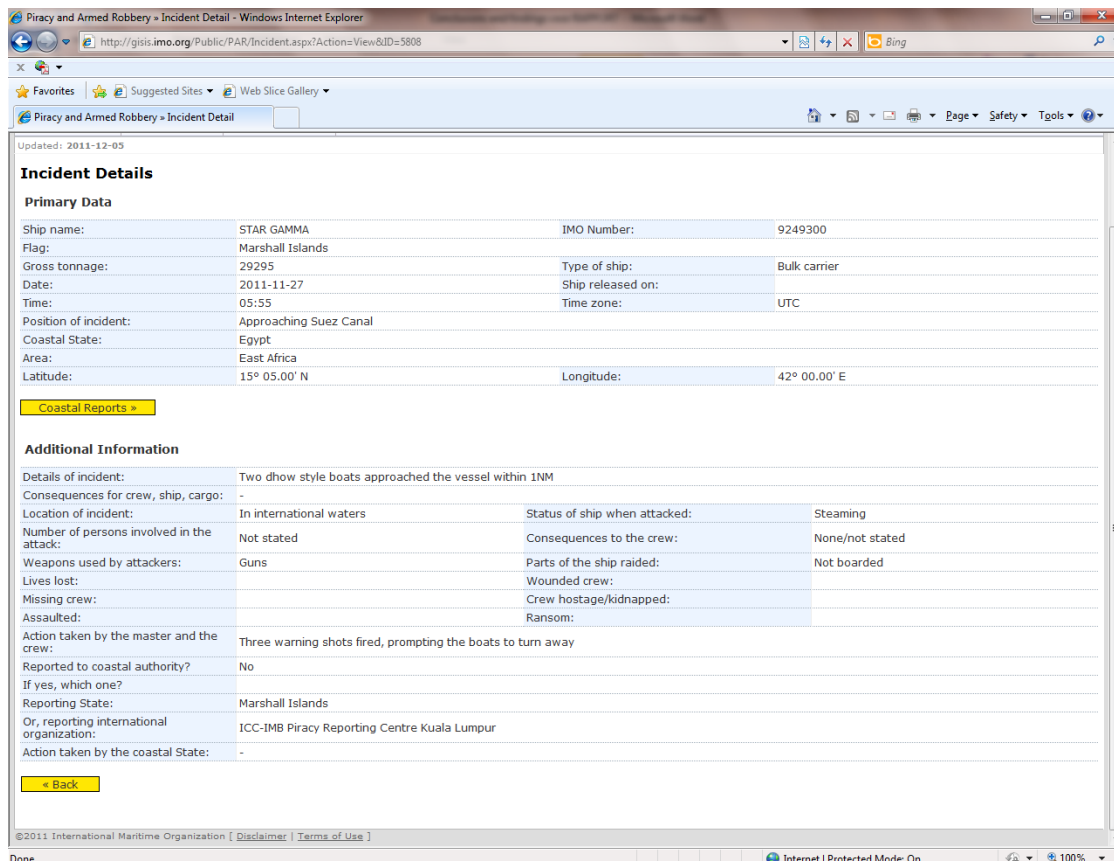 Piracy and Armed Robbery » Incident Detail - Windows Internet Explorer
http://gisis.imo.org/Public/PAR/Incident.aspx?Action=View&ID=5808
Bing
x
Favorites Suggested Sites Web Slice Gallery
Piracy and Armed Robbery » Incident Detail Page Safety Tools
Updated: 2011-12-05
Incident Details
Primary Data
Ship name: STAR GAMMA IMO Number: 9249300
Flag: Marshall Islands
Gross tonnage: 29295 Type of ship: Bulk carrier
Date: 2011-11-27 Ship released on:
Time: 05:55 Time zone: UTC
Position of incident: Approaching Suez Canal
Coastal State: Egypt
Area: East Africa
Latitude: 15º 05.00' N Longitude: 42º 00.00' E
Coastal Reports »
Additional Information
Details of incident: Two dhow style boats approached the vessel within 1NM
Consequences for crew, ship, cargo: -
Location of incident: In international waters Status of ship when attacked: Steaming
Number of persons involved in the
attack: Not stated Consequences to the crew: None/not stated
Weapons used by attackers: Guns Parts of the ship raided: Not boarded
Lives lost: Wounded crew:
Missing crew: Crew hostage/kidnapped:
Assaulted: Ransom:
Action taken by the master and the
crew: Three warning shots fired, prompting the boats to turn away
Reported to coastal authority? No
If yes, which one?
Reporting State: Marshall Islands
Or, reporting international
organization: ICC-IMB Piracy Reporting Centre Kuala Lumpur
Action taken by the coastal State: -
« Back
©2011 International Maritime Organization [ Disclaimer | Terms of Use ]
Done Internet | Protected Mode: On 100%